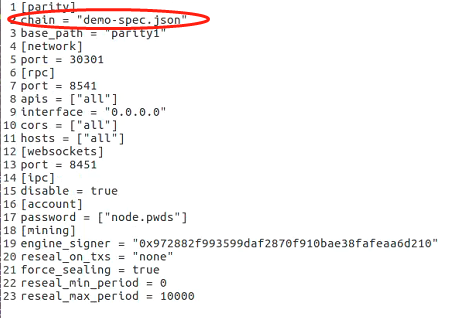 1 [parity]
2 chain = "demo-spec.json"
3 base_path = "parity1"
4 [network]
5 port = 30301
6 [rpc]
7 port = 8541
8 apis = ["all"]
9 interface = "0.0.0.0"
10 cors = ["all"]
11 hosts = ["all"]
12 [websockets]
13 port = 8451
14 [ipc]
15 disable = true
16 [account]
17 password = ["node.pwds"]
18 [mining]
19 engine_signer = "0x972882f993599daf2870f910bae38fafeaa6d210"
20 reseal_on_txs = "none"
21 force_sealing = true
22 reseal_min_period = 0
23 reseal_max_period = 10000